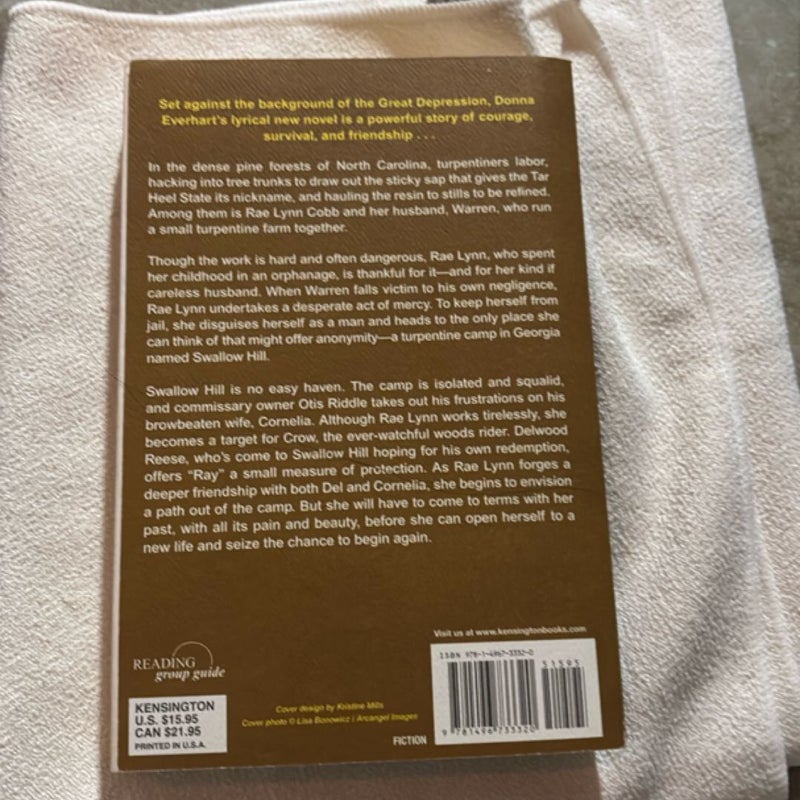 Set against the background of the Great Depression, Donna
Everhart's lyrical new novel is a powerful story of courage,
survival, and friendship . . .
In the dense pine forests of North Carolina, turpentiners labor,
hacking into tree trunks to draw out the sticky sap that gives the Tar
Heel State its nickname, and hauling the resin to stills to be refined.
Among them is Rae Lynn Cobb and her husband, Warren, who run
a small turpentine farm together.
Though the work is hard and often dangerous, Rae Lynn, who spent
her childhood in an orphanage, is thankful for it—and for her kind if
careless husband. When Warren falls victim to his own negligence,
Rae Lynn undertakes a desperate act of mercy. To keep herself from
jail, she disguises herself as a man and heads to the only place she
can think of that might offer anonymity—a turpentine camp in Georgia
named Swallow Hill.
Swallow Hill is no easy haven. The camp is isolated and squalid,
and commissary owner Otis Riddle takes out his frustrations on his
browbeaten wife, Cornelia. Although Rae Lynn works tirelessly, she
becomes a target for Crow, the ever-watchful woods rider. Delwood
Reese, who's come to Swallow Hill hoping for his own redemption,
offers "Ray" a small measure of protection. As Rae Lynn forges a
deeper friendship with both Del and Cornelia, she begins to envision
a path out of the camp. But she will have to come to terms with her
past, with all its pain and beauty, before she can open herself to a
new life and seize the chance to begin again.
Visit us at www.kensingtonbooks.com
READING
group guide
KENSINGTON
U.S. $15.95
CAN $21.95
PRINTED IN U.S.A.
Cover design by Kristine Mills
Cover photo © Lisa Bonowicz | Arcangel Images
FICTION
ISBN 978-1-4967-3332-0
51595
9 781496 733320